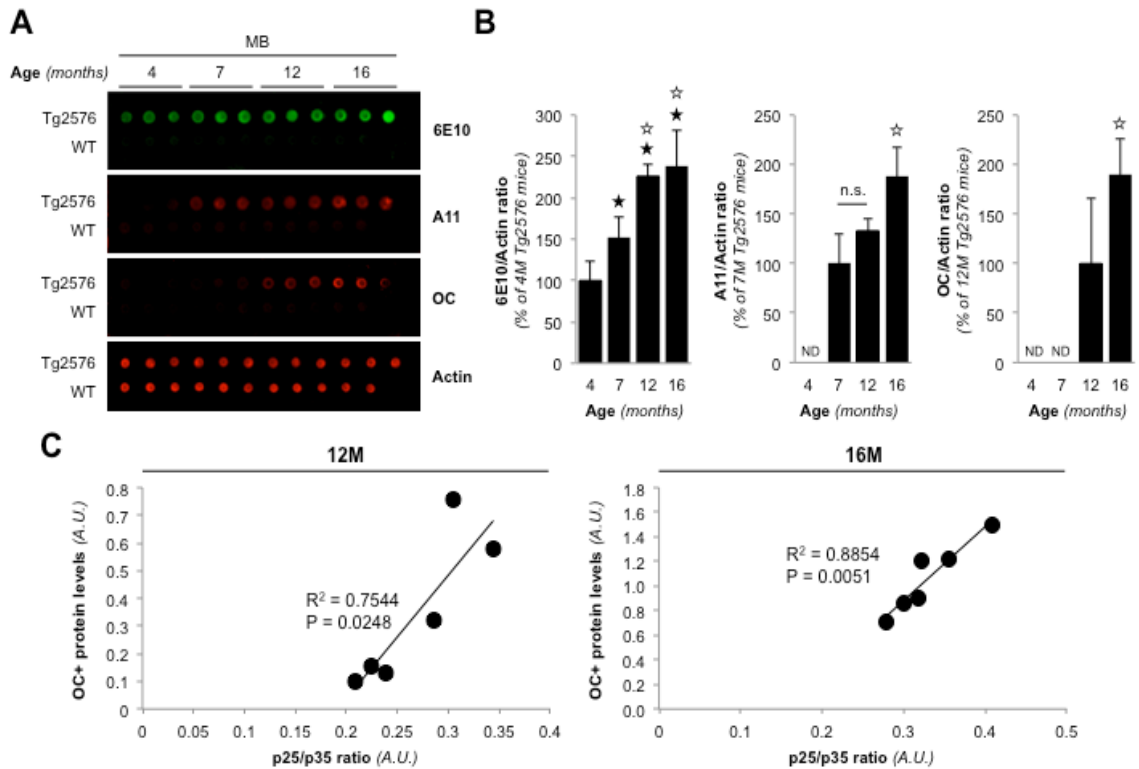 A
MB
Age (months) 4 7 12 16
Tg2576
WT
6E10
Tg2576
WT
A11
Tg2576
WT
OC
Tg2576
WT
Actin
B
6E10/Actin ratio
(% of 4M Tg2576 mice)
300
250
200
150
100
50
0
☆
★
☆
★
★
4 7 12 16
Age (months)
A11/Actin ratio
(% of 7M Tg2576 mice)
250
200
150
100
50
0
n.s.
☆
ND
4 7 12 16
Age (months)
OC/Actin ratio
(% of 12M Tg2576 mice)
250
200
150
100
50
0
☆
ND ND
4 7 12 16
Age (months)
C
12M
OC+ protein levels (A.U.)
0.8
0.7
0.6
0.5
0.4
0.3
0.2
0.1
0
R² = 0.7544
P = 0.0248
0 0.05 0.1 0.15 0.2 0.25 0.3 0.35 0.4
p25/p35 ratio (A.U.)
16M
OC+ protein levels (A.U.)
1.8
1.6
1.4
1.2
1.0
0.8
0.6
0.4
0.2
0.0
R² = 0.8854
P = 0.0051
0 0.1 0.2 0.3 0.4 0.5
p25/p35 ratio (A.U.)